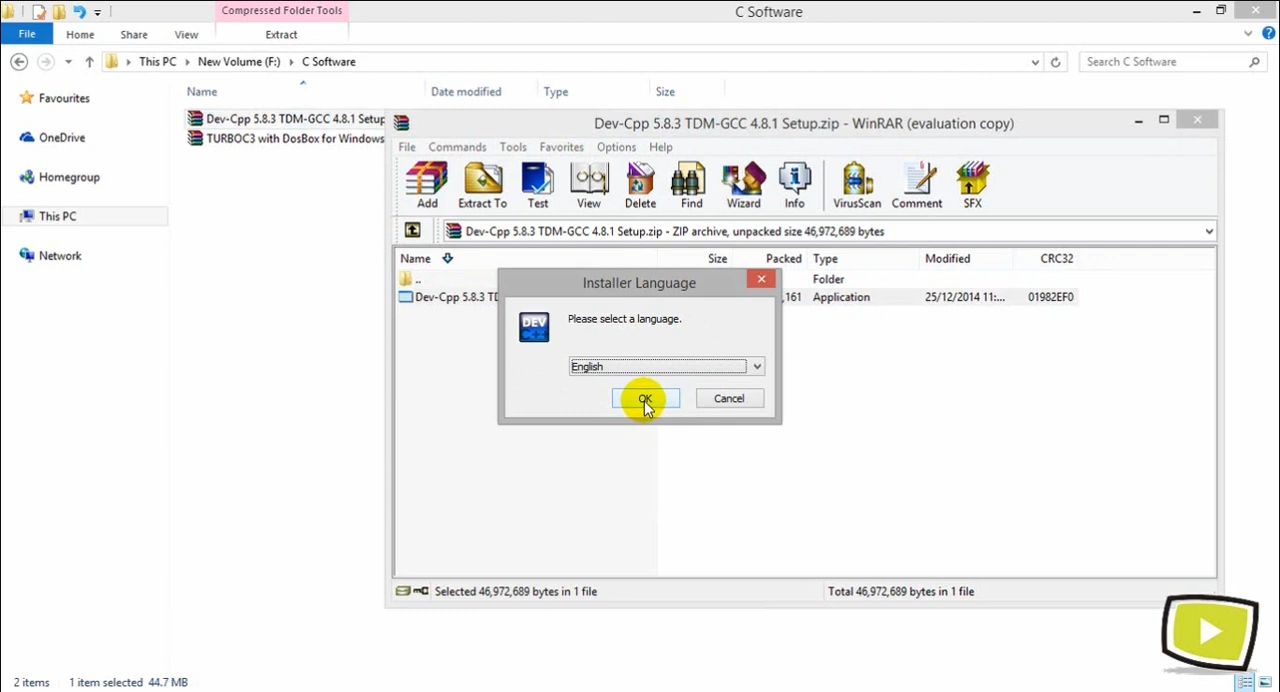 Compressed Folder Tools
C Software
File Home Share View Extract
This PC New Volume (F:) C Software
Search C Software
Name Date modified Type Size
Favourites
OneDrive
Homegroup
This PC
Network
Dev-Cpp 5.8.3 TDM-GCC 4.8.1 Setup
TURBOC3 with DosBox for Windows
Dev-Cpp 5.8.3 TDM-GCC 4.8.1 Setup.zip - WinRAR (evaluation copy)
File Commands Tools Favorites Options Help
Add Extract To Test View Delete Find Wizard Info VirusScan Comment SFX
Dev-Cpp 5.8.3 TDM-GCC 4.8.1 Setup.zip - ZIP archive, unpacked size 46,972,689 bytes
Name Size Packed Type Modified CRC32
.. Folder
Dev-Cpp 5.8.3 Application 25/12/2014 11:... 01982EF0
Installer Language
DEV C++
Please select a language.
English
OK Cancel
Selected 46,972,689 bytes in 1 file
Total 46,972,689 bytes in 1 file
2 items 1 item selected 44.7 MB